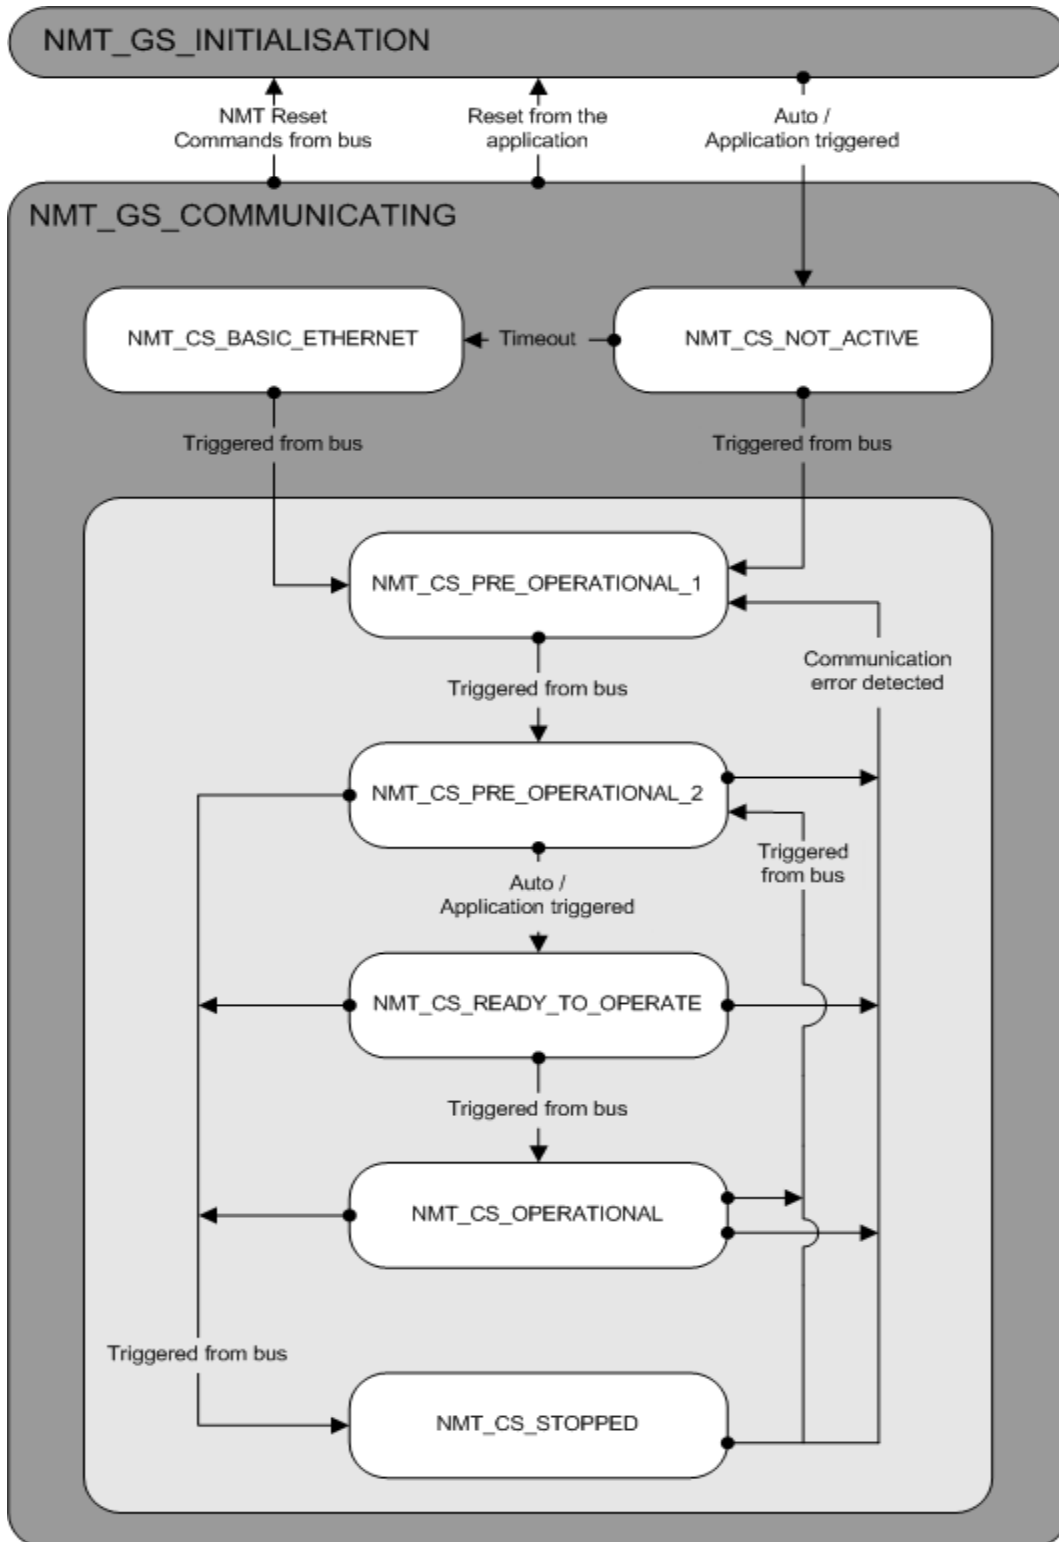 NMT_GS_INITIALISATION
NMT Reset
Commands from bus
Reset from the
application
Auto /
Application triggered
NMT_GS_COMMUNICATING
NMT_CS_BASIC_ETHERNET
Timeout
NMT_CS_NOT_ACTIVE
Triggered from bus
Triggered from bus
NMT_CS_PRE_OPERATIONAL_1
Communication
error detected
Triggered from bus
NMT_CS_PRE_OPERATIONAL_2
Triggered
from bus
Auto /
Application triggered
NMT_CS_READY_TO_OPERATE
Triggered from bus
NMT_CS_OPERATIONAL
Triggered from bus
NMT_CS_STOPPED